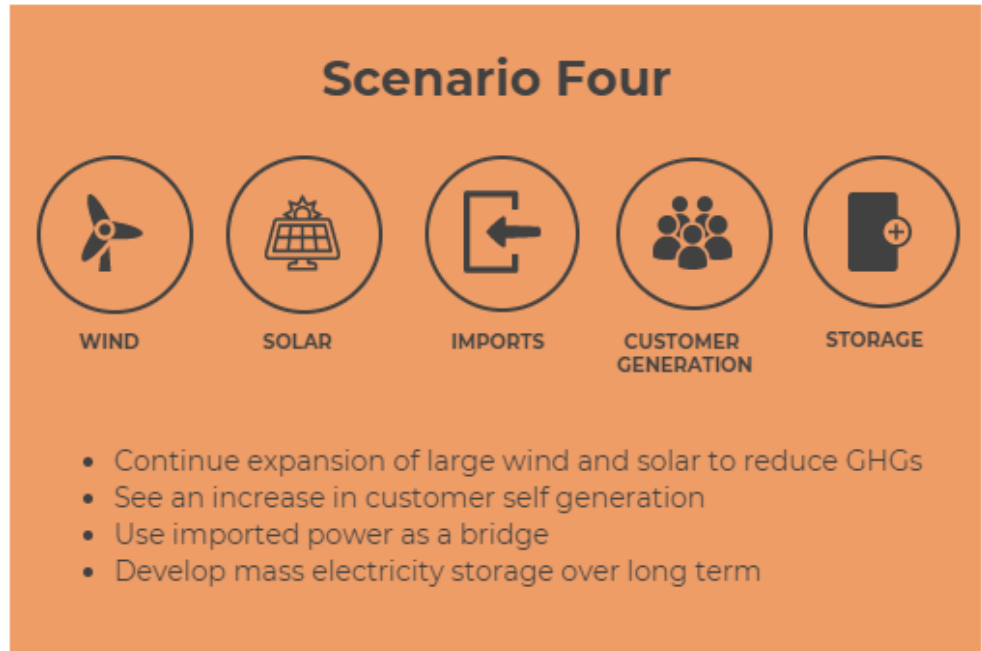 Scenario Four
WIND
SOLAR
IMPORTS
CUSTOMER
GENERATION
STORAGE
• Continue expansion of large wind and solar to reduce GHGs
• See an increase in customer self generation
• Use imported power as a bridge
• Develop mass electricity storage over long term